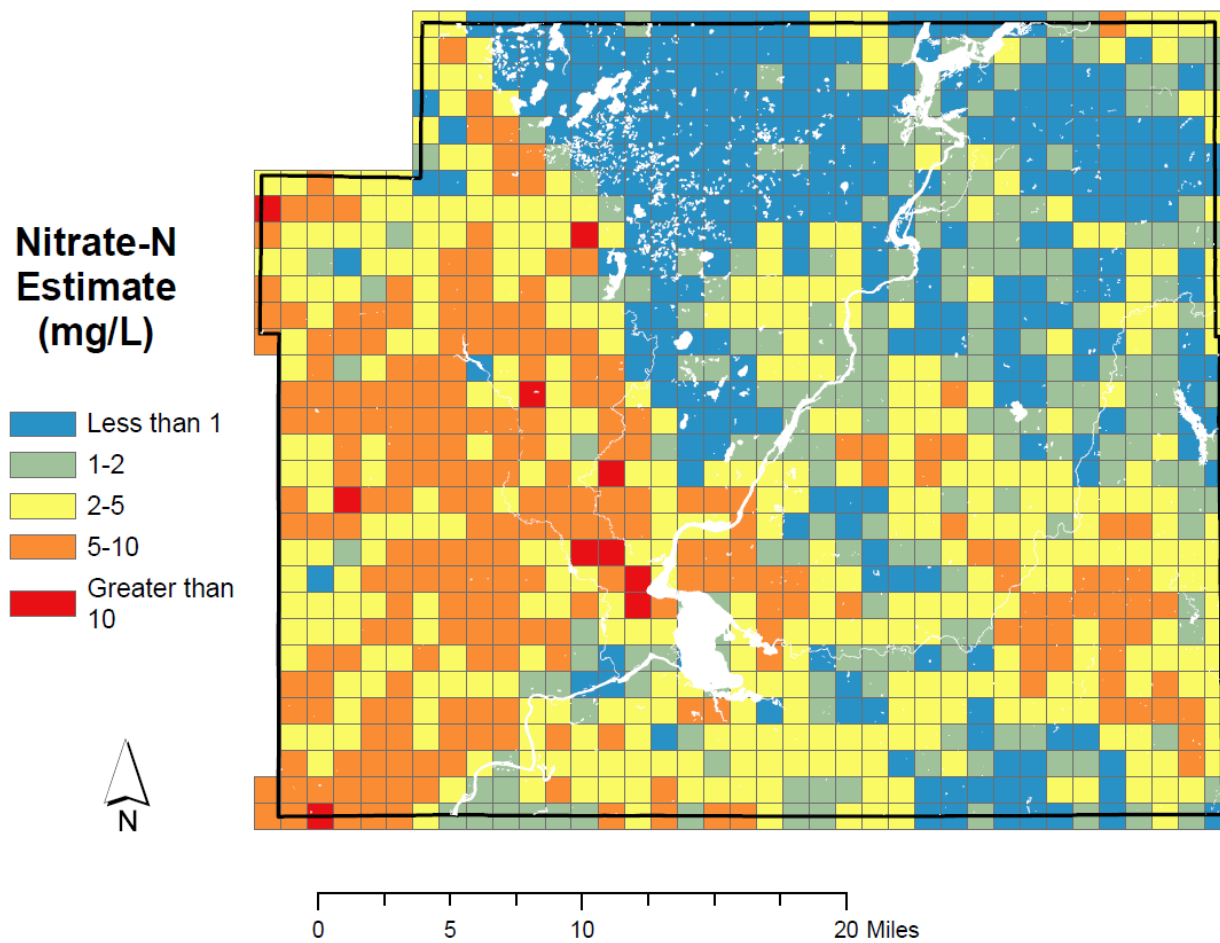 Nitrate-N
Estimate
(mg/L)
Less than 1
1-2
2-5
5-10
Greater than
10
N
0 5 10 20 Miles